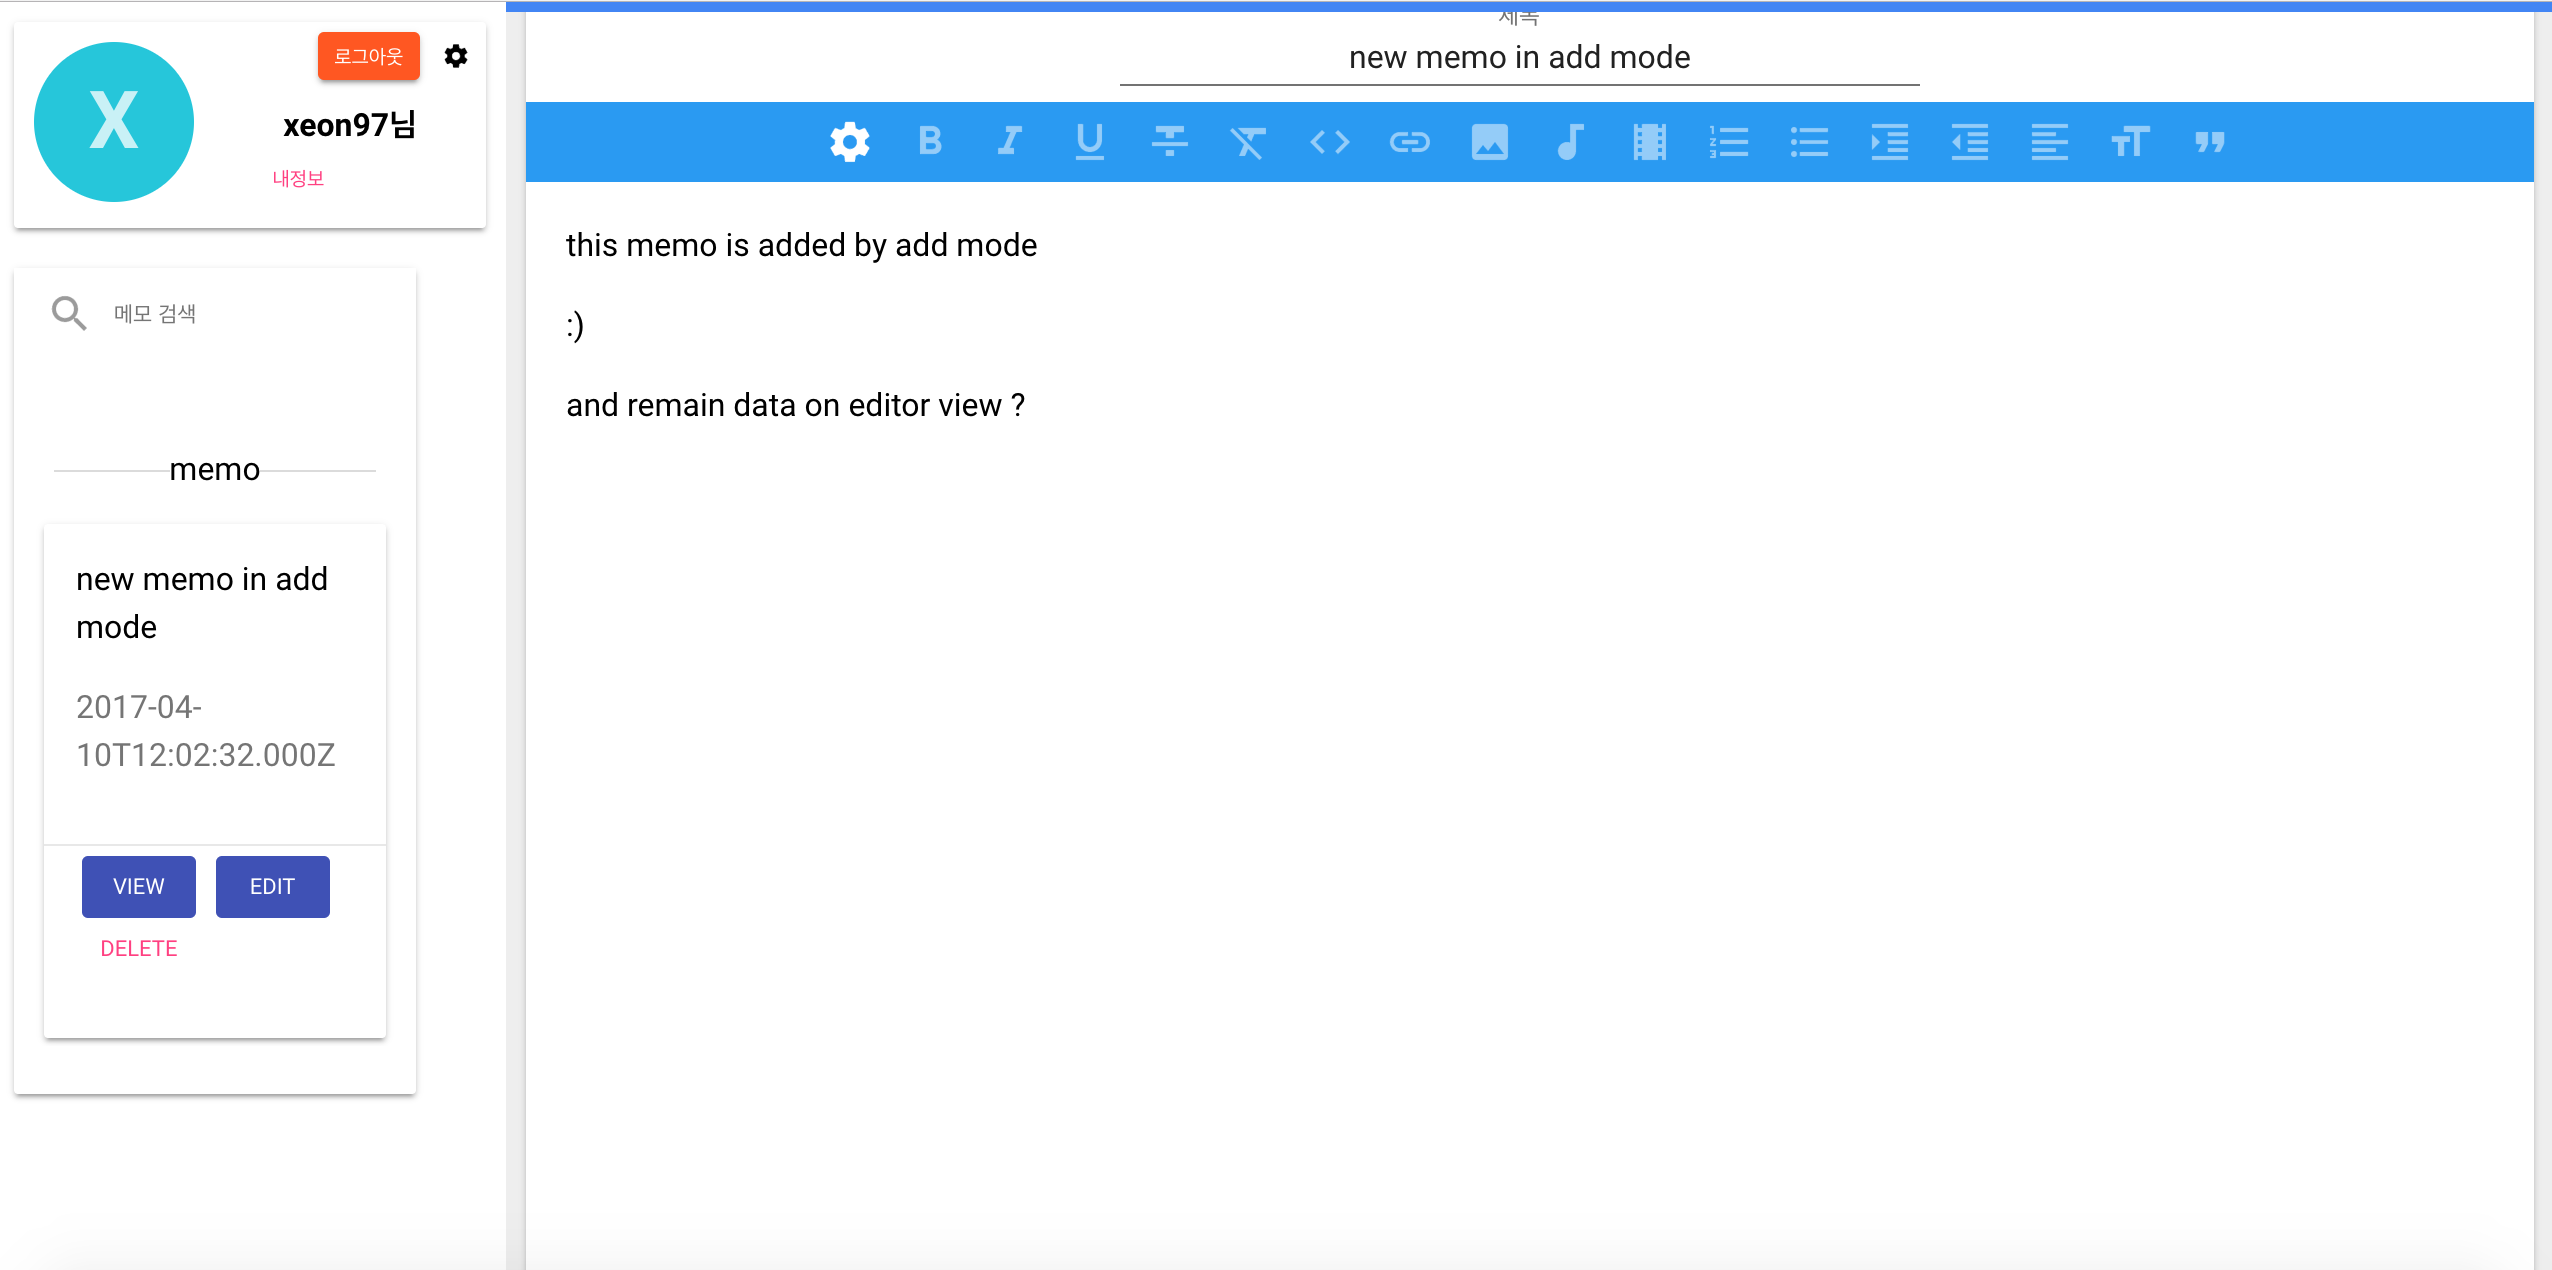 X
로그아웃
xeon97님
내정보
메모 검색
memo
new memo in add
mode
2017-04-
10T12:02:32.000Z
VIEW
EDIT
DELETE
제목
new memo in add mode
this memo is added by add mode
:)
and remain data on editor view ?